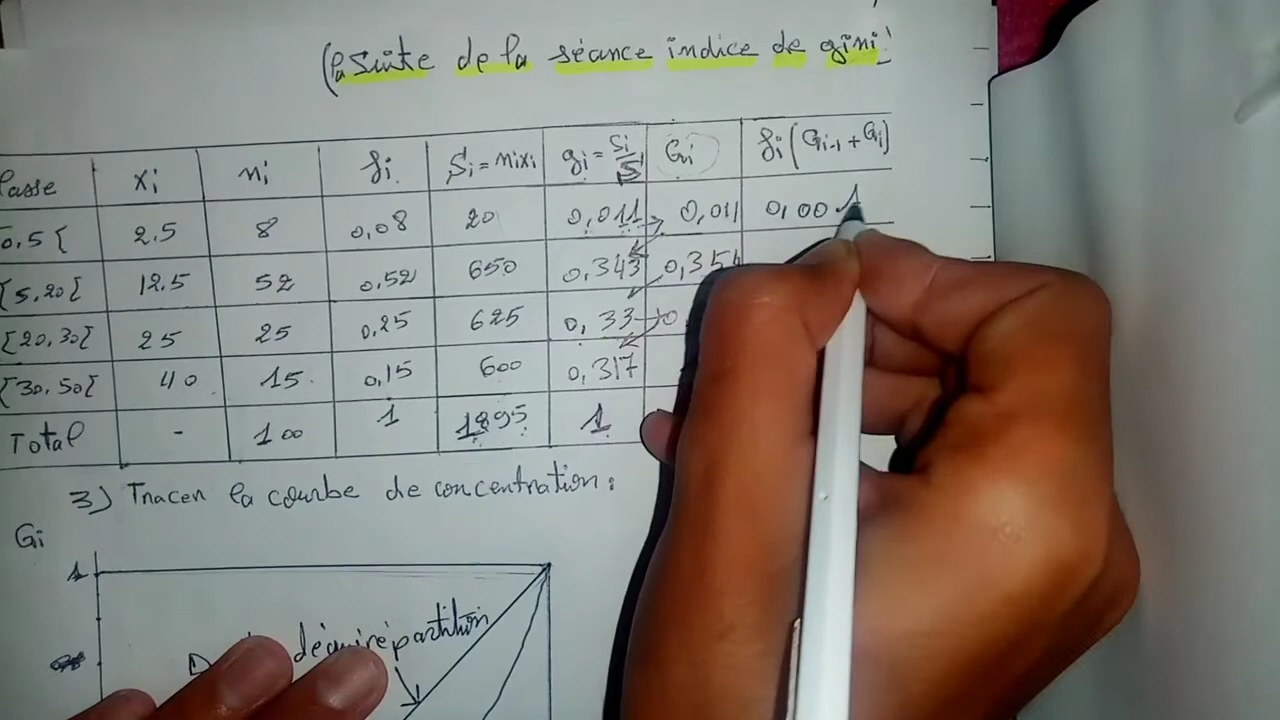 (la suite de la séance indice de gini'
Classe xi ni fi Si = nixi gi = Si/S Gi fi(Gi-1 + Gi)
[0,5[ 2.5 8 0,08 20 0,011 0,011 0,001
[5,20[ 12.5 52 0,52 650 0,343 0,354
[20,30[ 25 25 0,25 625 0,33 0
[30,50[ 40 15 0,15 600 0,317
Total - 100 1 1895 1
3) Tracer la courbe de concentration:
Gi
1
déquirépartition